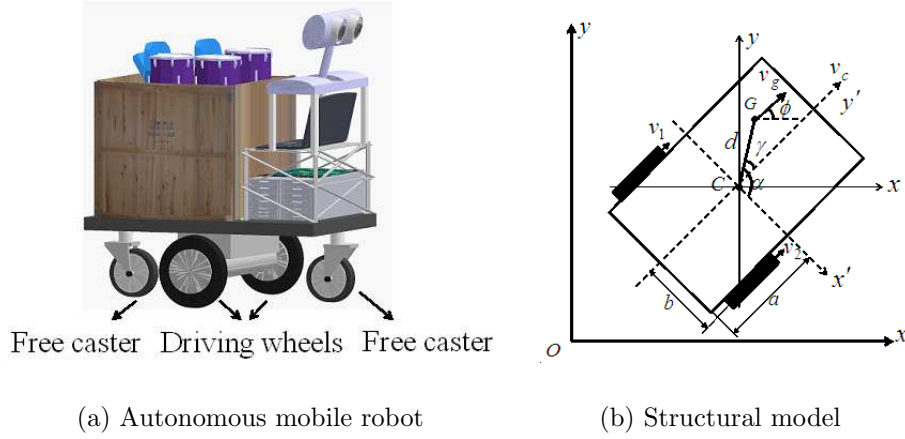 Free caster Driving wheels Free caster
(a) Autonomous mobile robot
y
y
v_c
v_g
y'
G
ϕ
v_1
d
γ
C
α
x
v_2
x'
b
a
O
x
(b) Structural model